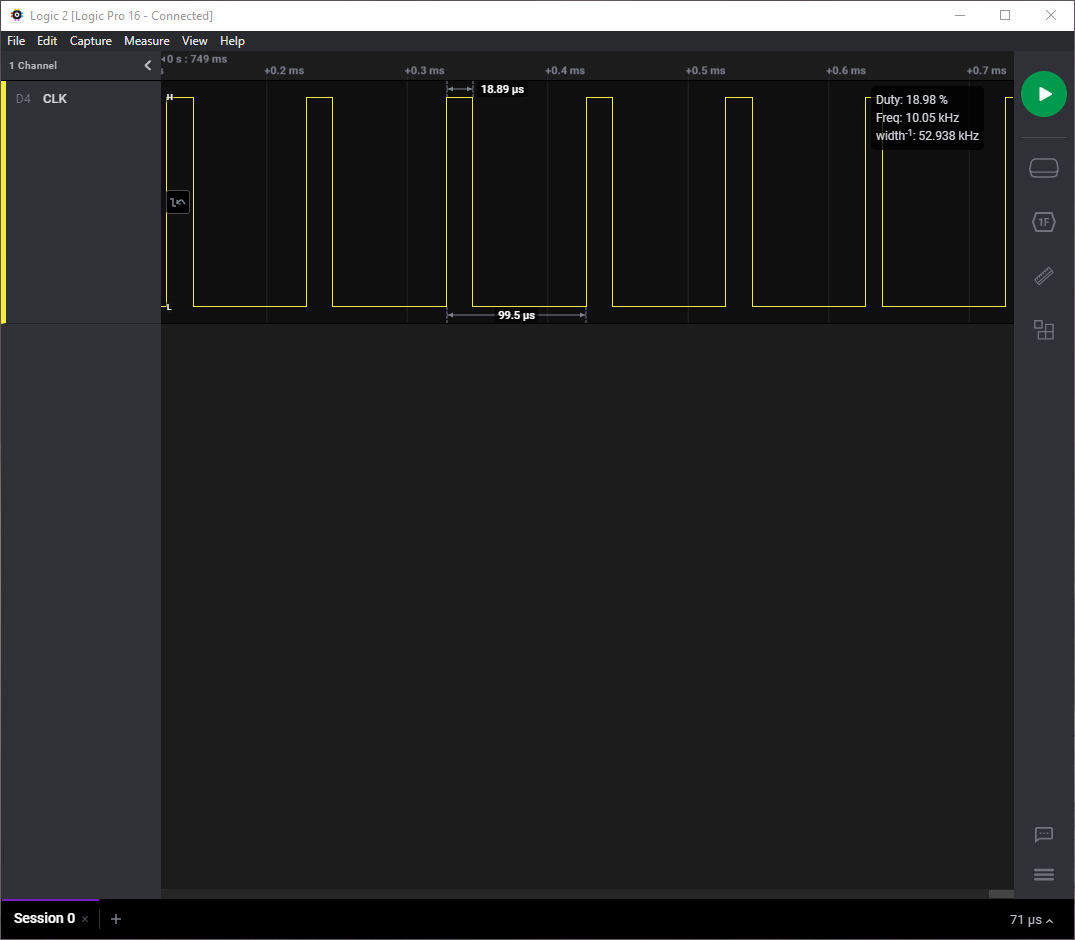 Logic 2 [Logic Pro 16 - Connected]
File Edit Capture Measure View Help
1 Channel
0 s : 749 ms
+0.2 ms +0.3 ms +0.4 ms +0.5 ms +0.6 ms +0.7 ms
D4 CLK
H
18.89 µs
Duty: 18.98 %
Freq: 10.05 kHz
width-1: 52.938 kHz
1F
L
99.5 µs
Session 0
71 µs